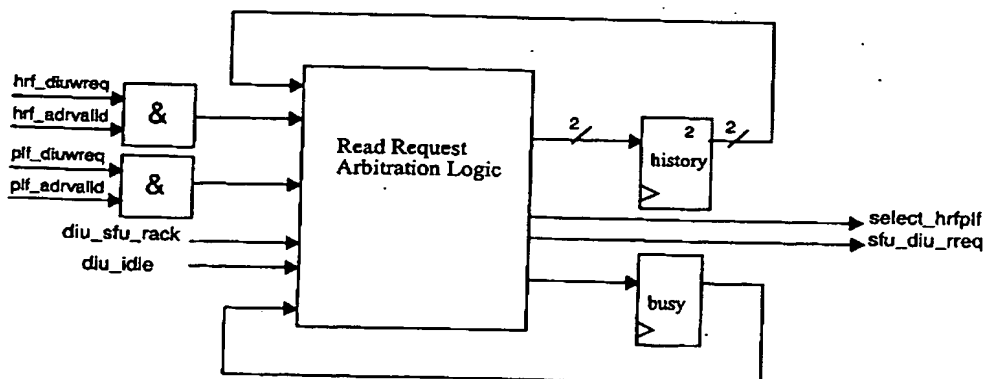 hrf_diuwreq
hrf_adrvalid
&
plf_diuwreq
plf_adrvalid
&
diu_sfu_rack
diu_idle
Read Request
Arbitration Logic
2
2
2
history
select_hrfplf
sfu_diu_rreq
busy